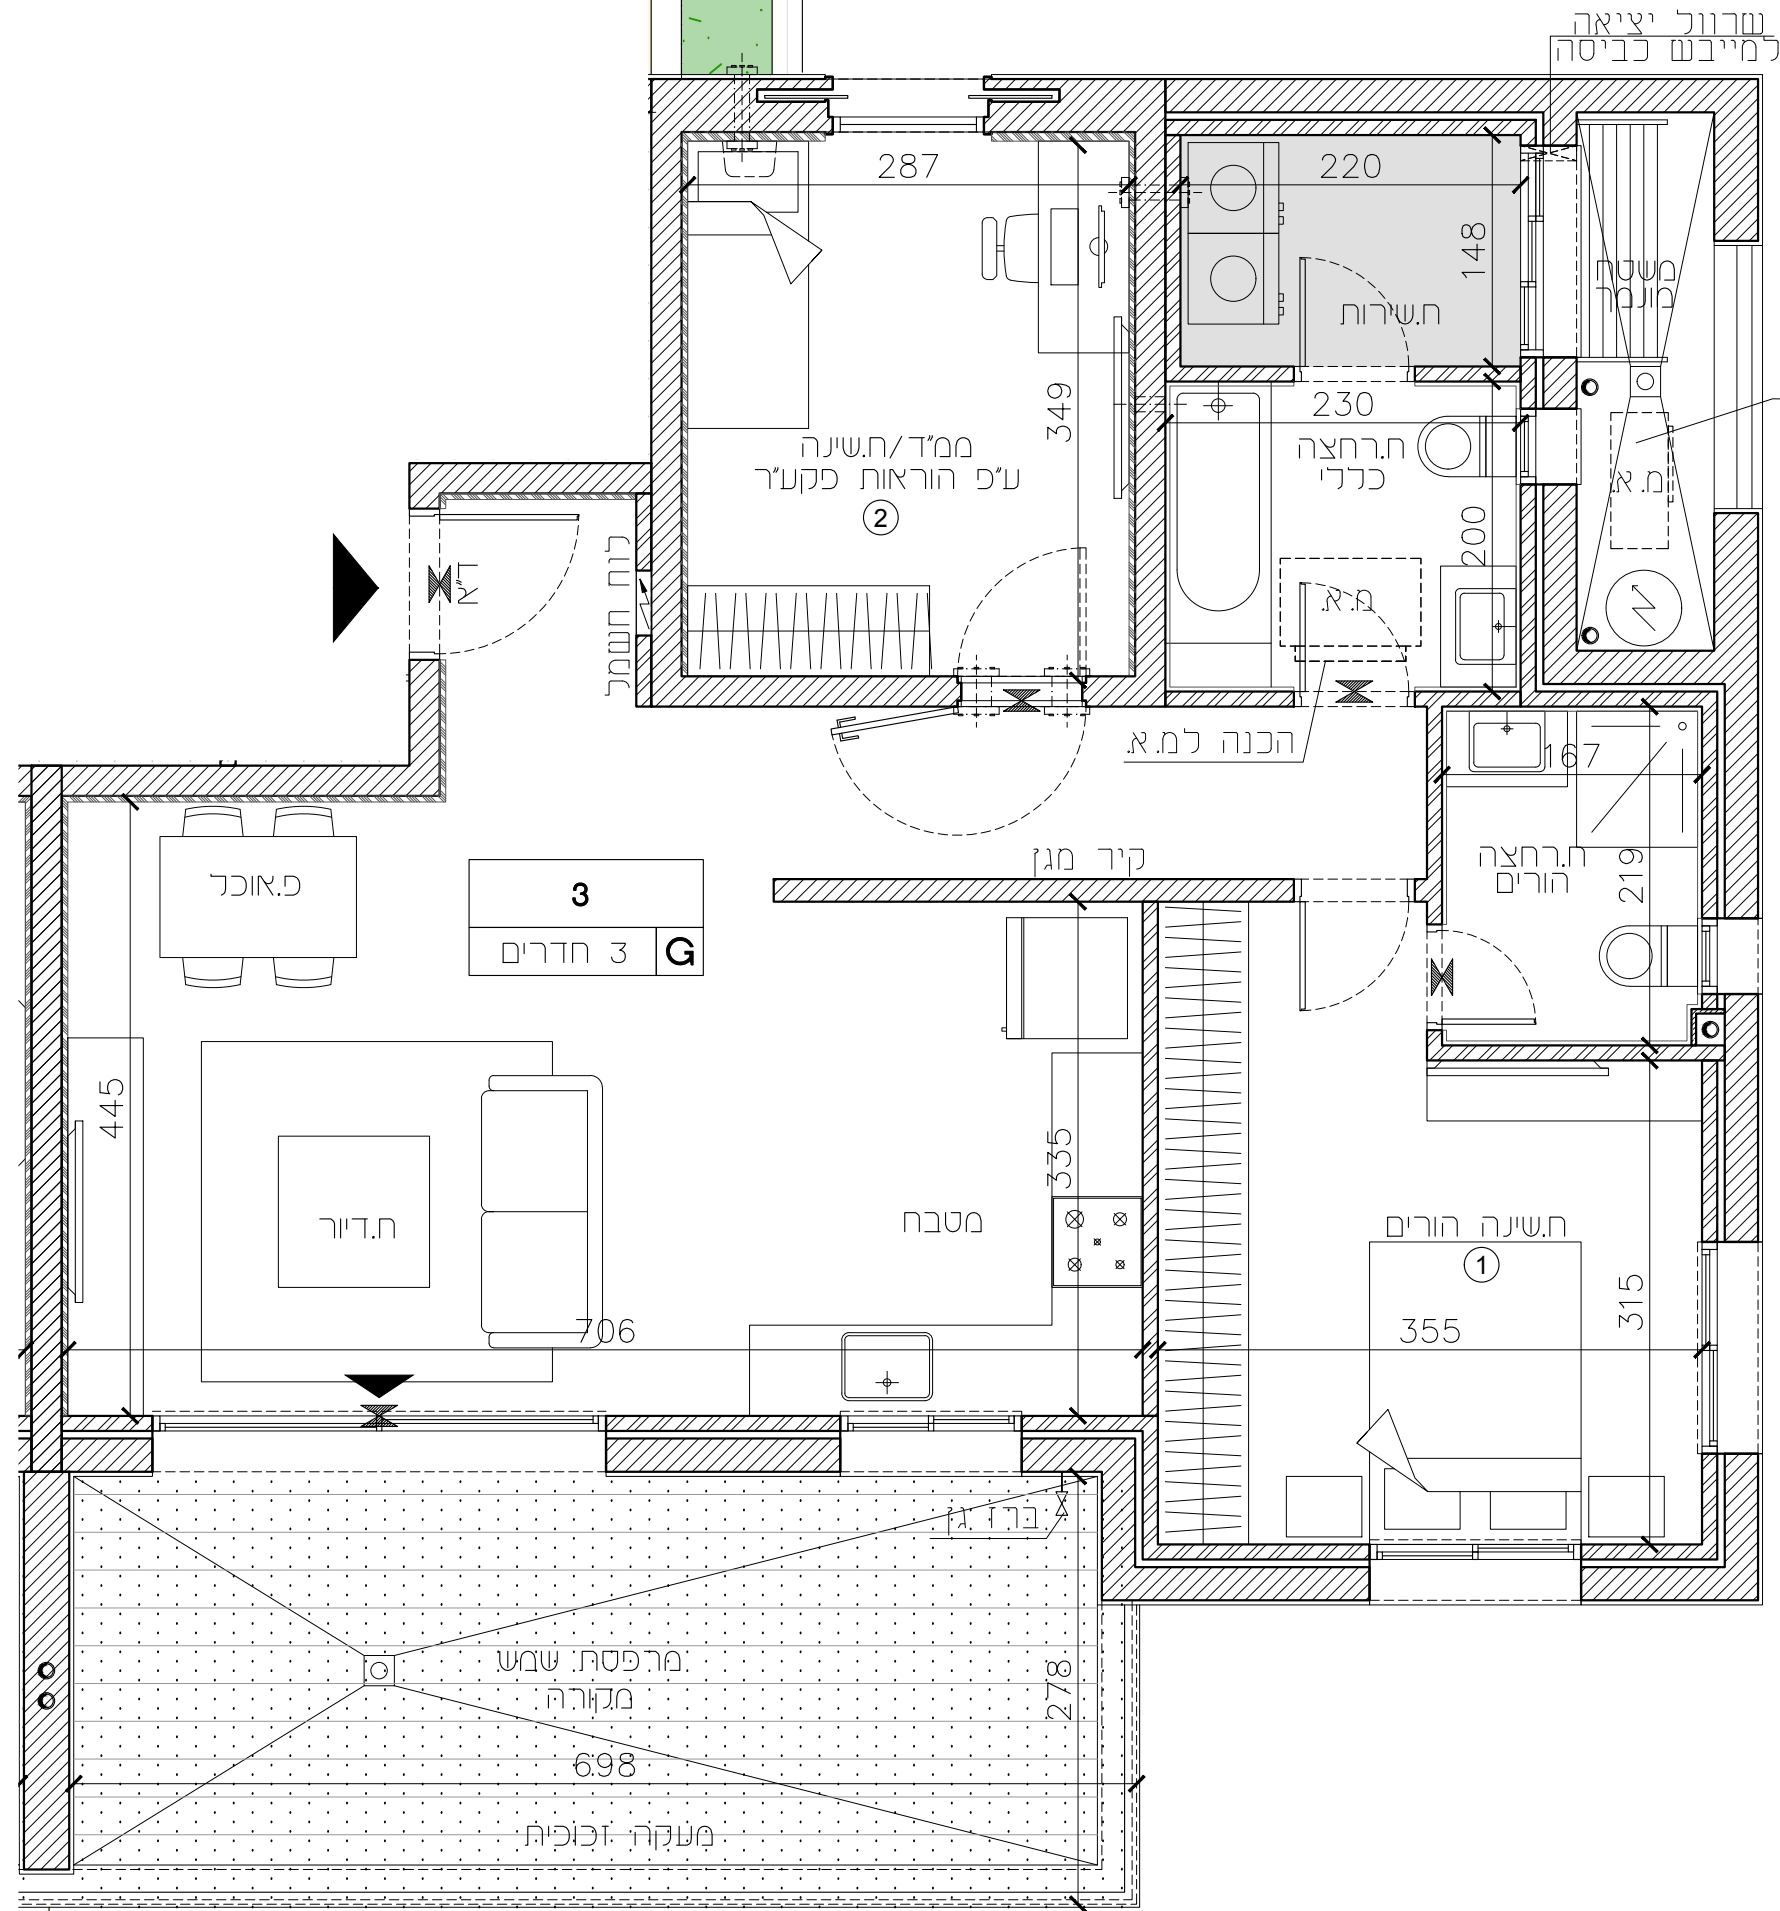 שרוול יציאה
למייבש כביסה
287
220
148
משטח
מונמך
ח.שירות
349
230
ח.רחצה
כללי
ממ"ד/ח.שינה
ע"פ הוראות פקע"ר
2
מ.א.
200
לוח חשמל
מ.א.
הכנה למ.א.
167
קיר מגן
ח.רחצה
הורים
219
פ.אוכל
3
3 חדרים
G
445
335
ח.דיור
מטבח
ח.שינה הורים
1
315
706
355
ברז גן
מרפסת שמש
מקורה
278
698
מעקה זכוכית